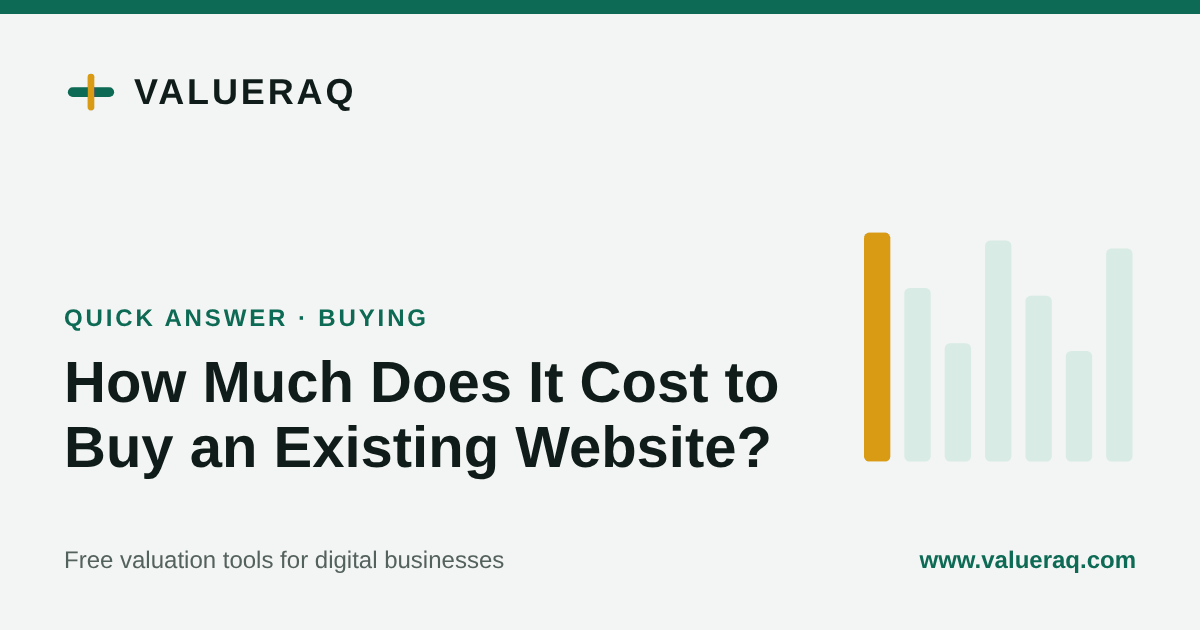 VALUERAQ
QUICK ANSWER · BUYING
How Much Does It Cost to
Buy an Existing Website?
Free valuation tools for digital businesses
www.valueraq.com